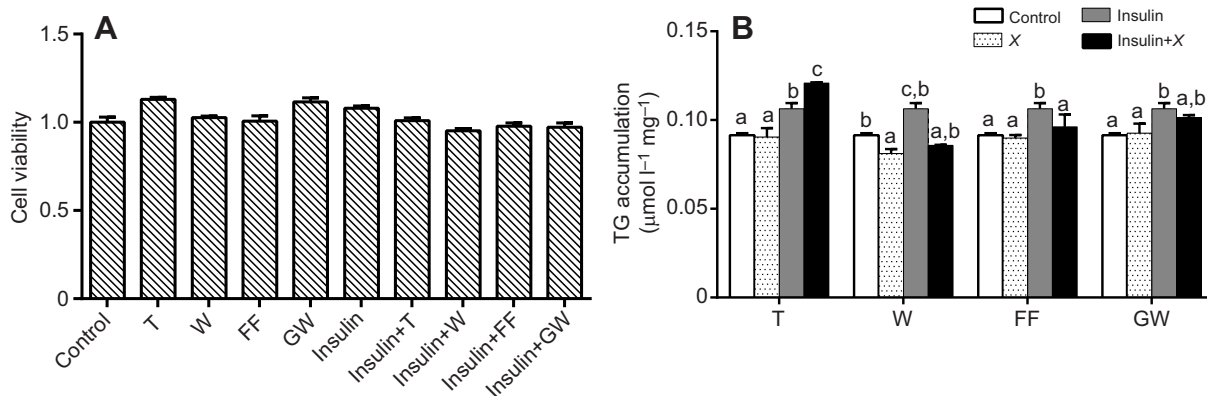 A
Cell viability
1.5
1.0
0.5
0
Control
T
W
FF
GW
Insulin
Insulin+T
Insulin+W
Insulin+FF
Insulin+GW
B
Control
Insulin
X
Insulin+X
TG accumulation
(μmol l⁻¹ mg⁻¹)
0.15
0.10
0.05
0
a a b c
b a c,b a,b
a a b a
a a b a,b
T W FF GW